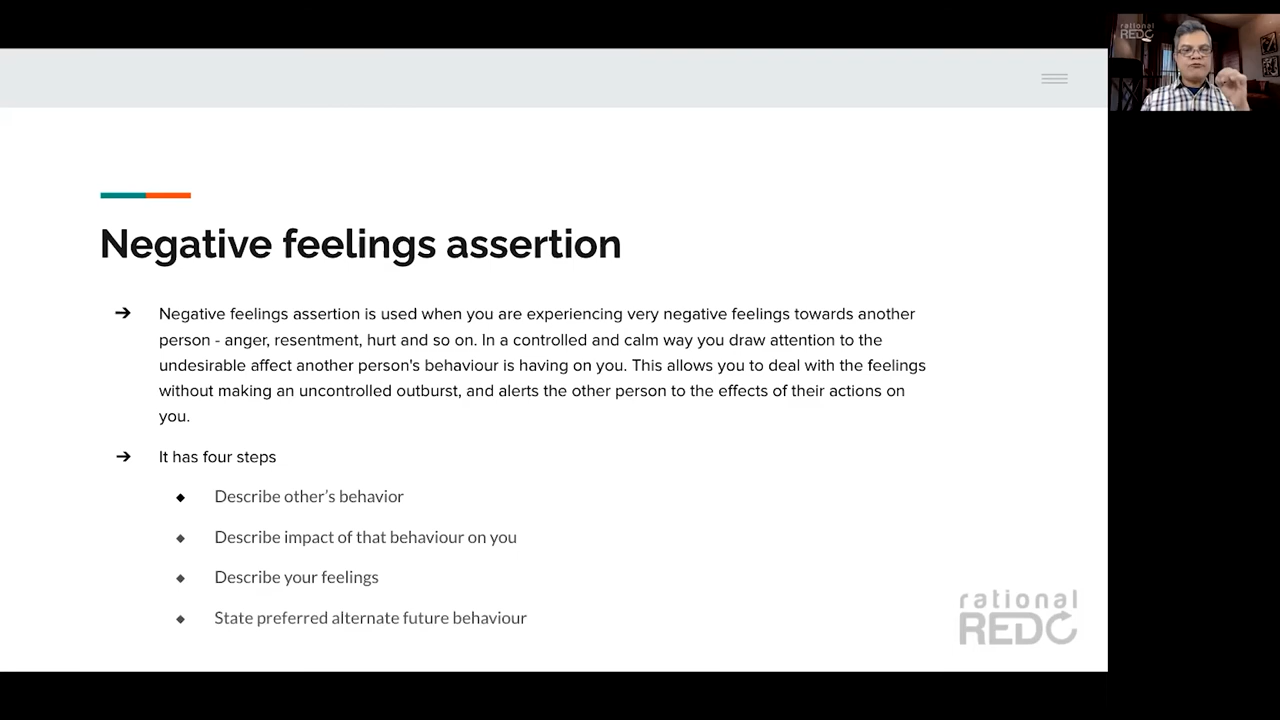 rational
REDO
Negative feelings assertion
➔ Negative feelings assertion is used when you are experiencing very negative feelings towards another
person - anger, resentment, hurt and so on. In a controlled and calm way you draw attention to the
undesirable affect another person's behaviour is having on you. This allows you to deal with the feelings
without making an uncontrolled outburst, and alerts the other person to the effects of their actions on
you.
➔ It has four steps
◆ Describe other’s behavior
◆ Describe impact of that behaviour on you
◆ Describe your feelings
◆ State preferred alternate future behaviour
rational
REDO